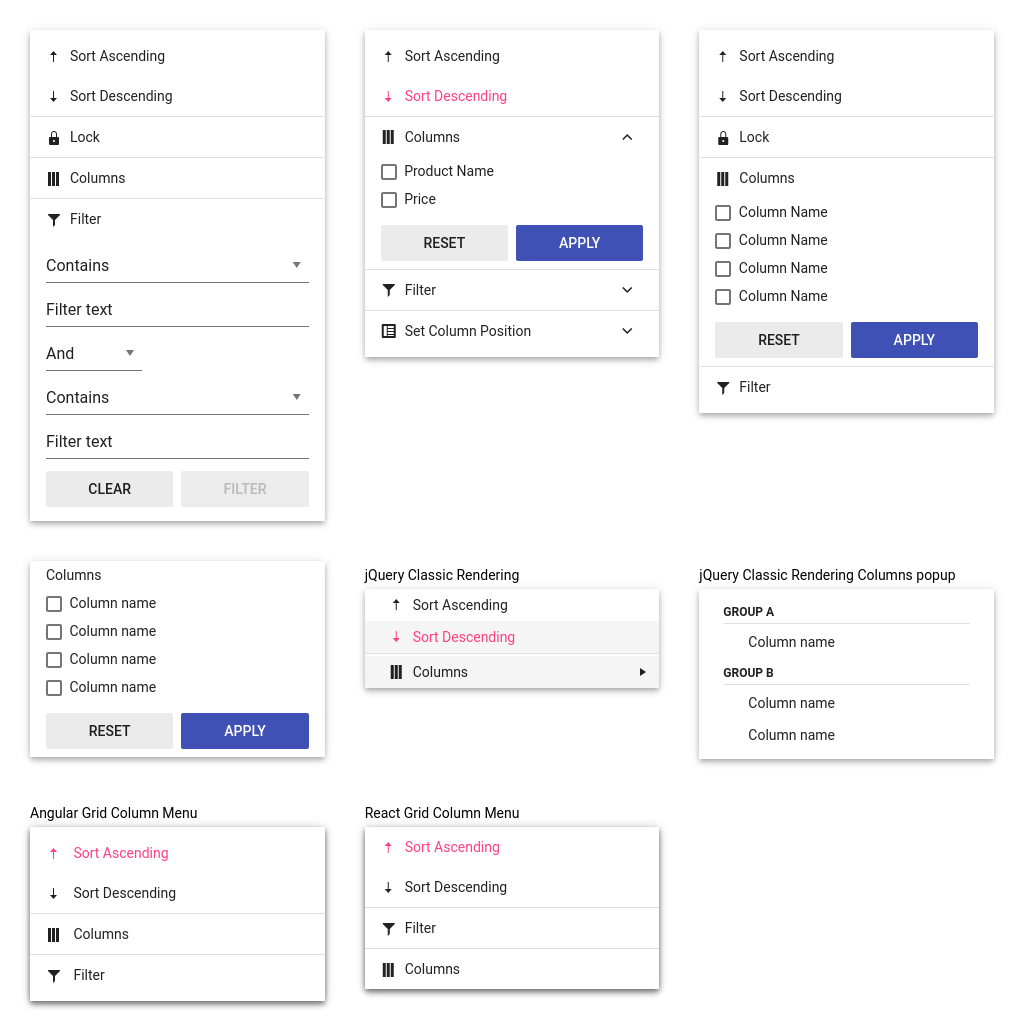 Sort Ascending
Sort Descending
Lock
Columns
Filter
Contains
Filter text
And
Contains
Filter text
CLEAR
FILTER
Sort Ascending
Sort Descending
Columns
Product Name
Price
RESET
APPLY
Filter
Set Column Position
Sort Ascending
Sort Descending
Lock
Columns
Column Name
Column Name
Column Name
Column Name
RESET
APPLY
Filter
Columns
Column name
Column name
Column name
Column name
RESET
APPLY
jQuery Classic Rendering
Sort Ascending
Sort Descending
Columns
jQuery Classic Rendering Columns popup
GROUP A
Column name
GROUP B
Column name
Column name
Angular Grid Column Menu
Sort Ascending
Sort Descending
Columns
Filter
React Grid Column Menu
Sort Ascending
Sort Descending
Filter
Columns